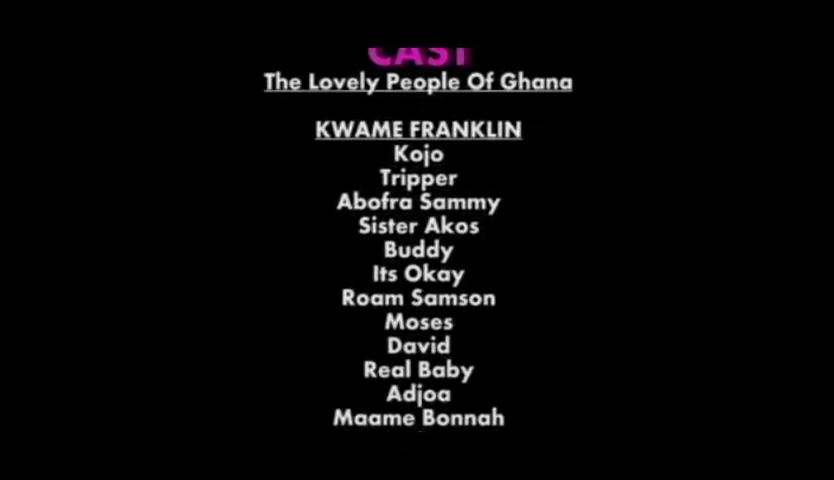 CAST
The Lovely People Of Ghana
KWAME FRANKLIN
Kojo
Tripper
Abofra Sammy
Sister Akos
Buddy
Its Okay
Roam Samson
Moses
David
Real Baby
Adjoa
Maame Bonnah